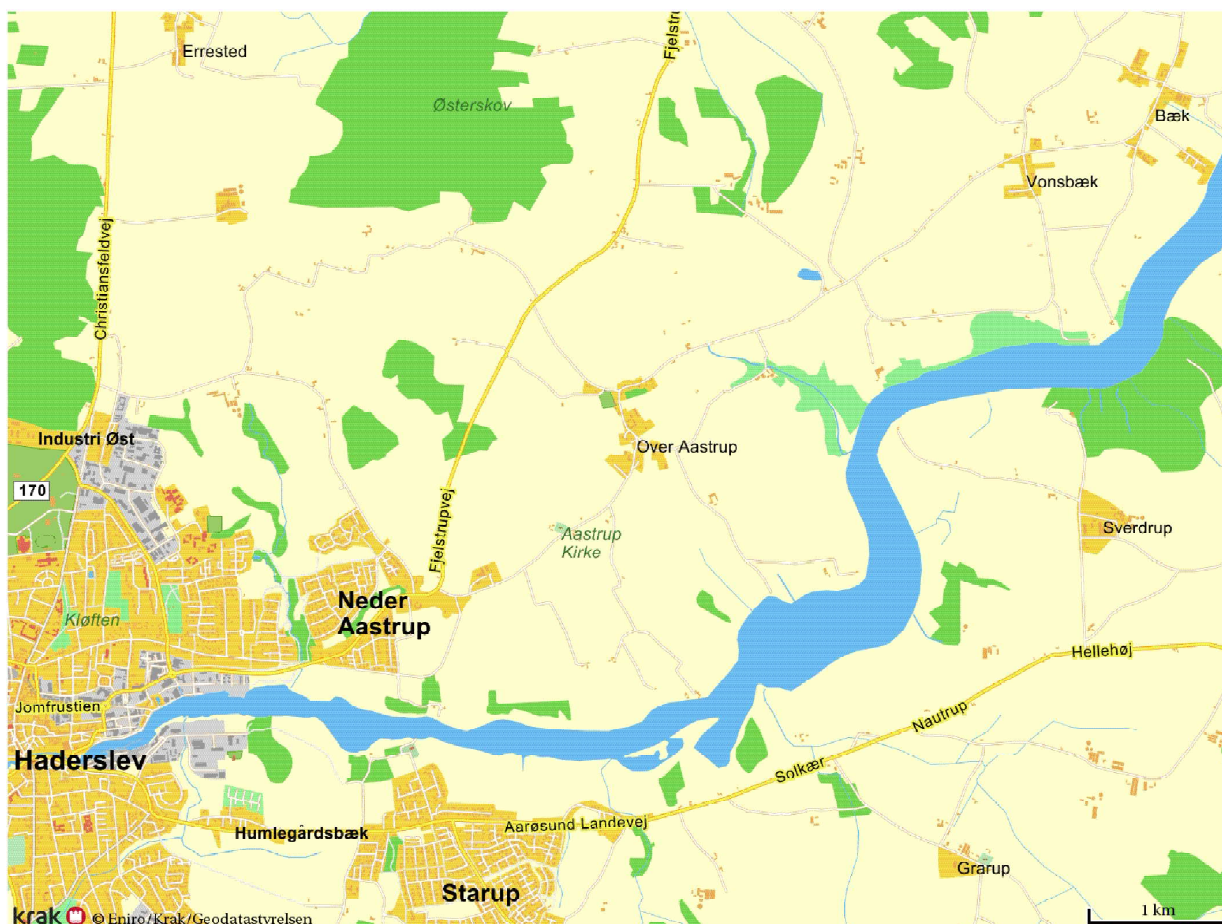 Errested
Fjelstru
Østerskov
Bæk
Vonsbæk
Christiansfeldvej
Industri Øst
Over Aastrup
170
Fjelstrupvej
Aastrup
Kirke
Sverdrup
Neder
Aastrup
Kløften
Hellehøj
Jomfrustien
Nautrup
Haderslev
Solkær
Aarøsund Landevej
Humlegårdsbæk
Grarup
Starup
krak © Eniro/Krak/Geodatastyrelsen
1 km